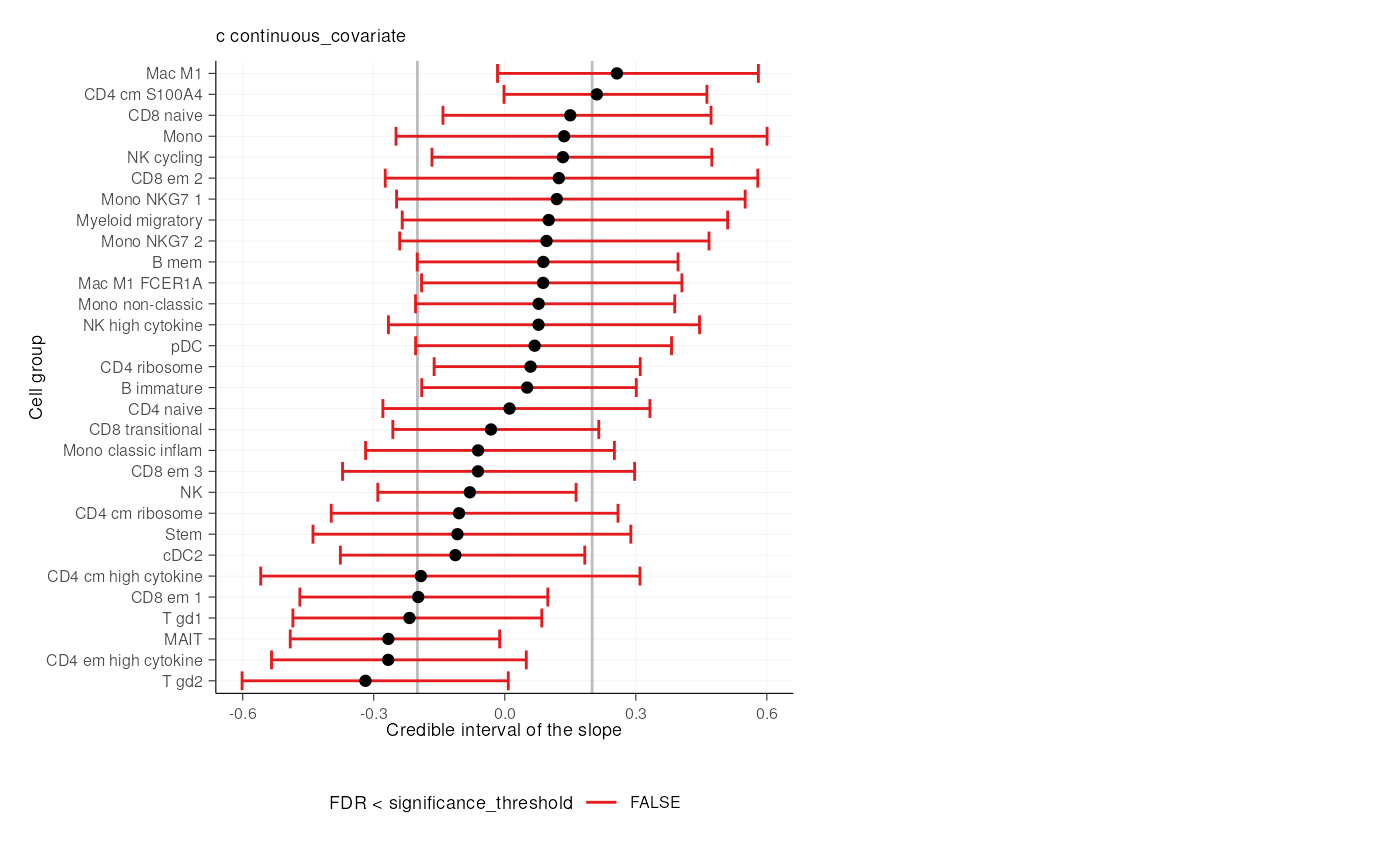 c continuous_covariate
Mac M1
CD4 cm S100A4
CD8 naive
Mono
NK cycling
CD8 em 2
Mono NKG7 1
Myeloid migratory
Mono NKG7 2
B mem
Mac M1 FCER1A
Mono non-classic
NK high cytokine
pDC
CD4 ribosome
B immature
CD4 naive
CD8 transitional
Mono classic inflam
CD8 em 3
NK
CD4 cm ribosome
Stem
cDC2
CD4 cm high cytokine
CD8 em 1
T gd1
MAIT
CD4 em high cytokine
T gd2
Cell group
-0.6 -0.3 0.0 0.3 0.6
Credible interval of the slope
FDR < significance_threshold FALSE